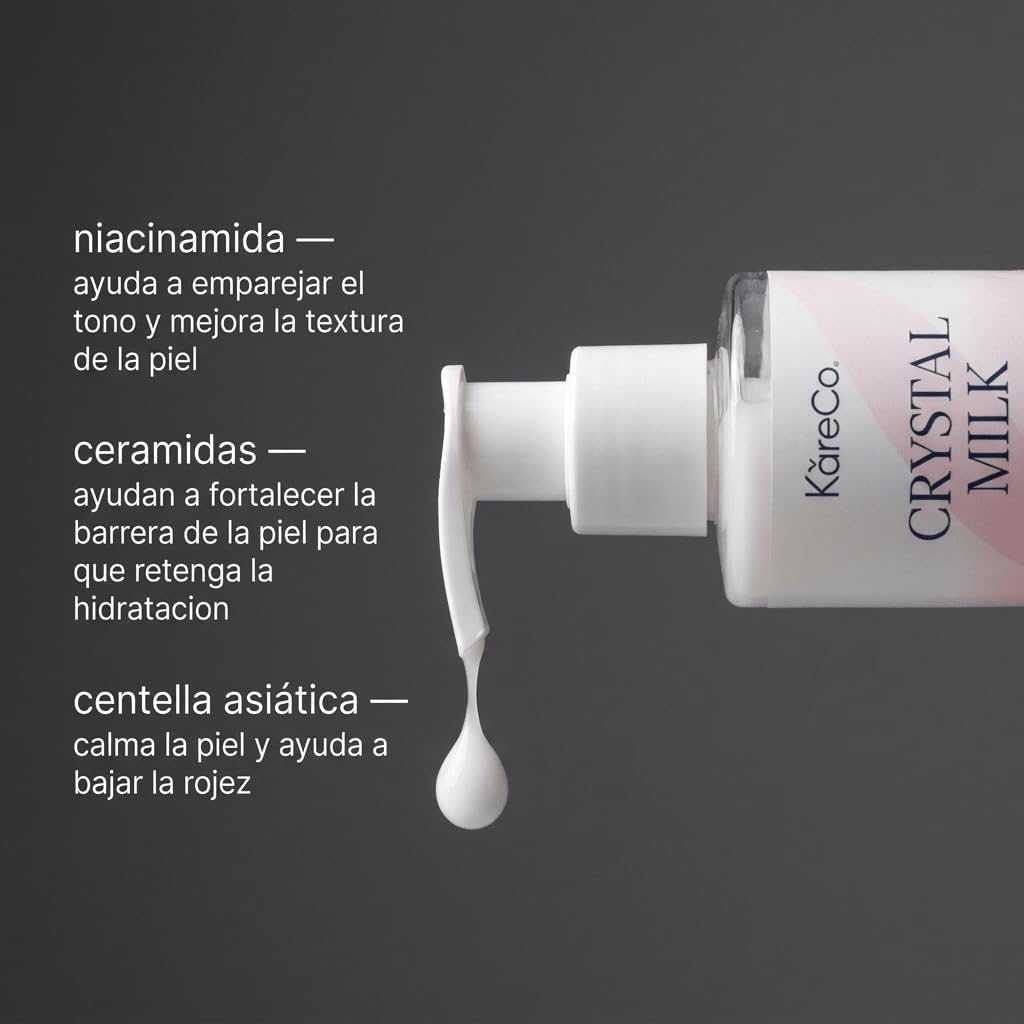 niacinamida —
ayuda a emparejar el
tono y mejora la textura
de la piel
ceramidas —
ayudan a fortalecer la
barrera de la piel para
que retenga la
hidratacion
centella asiática —
calma la piel y ayuda a
bajar la rojez
KăreCo.
CRYSTAL
MILK